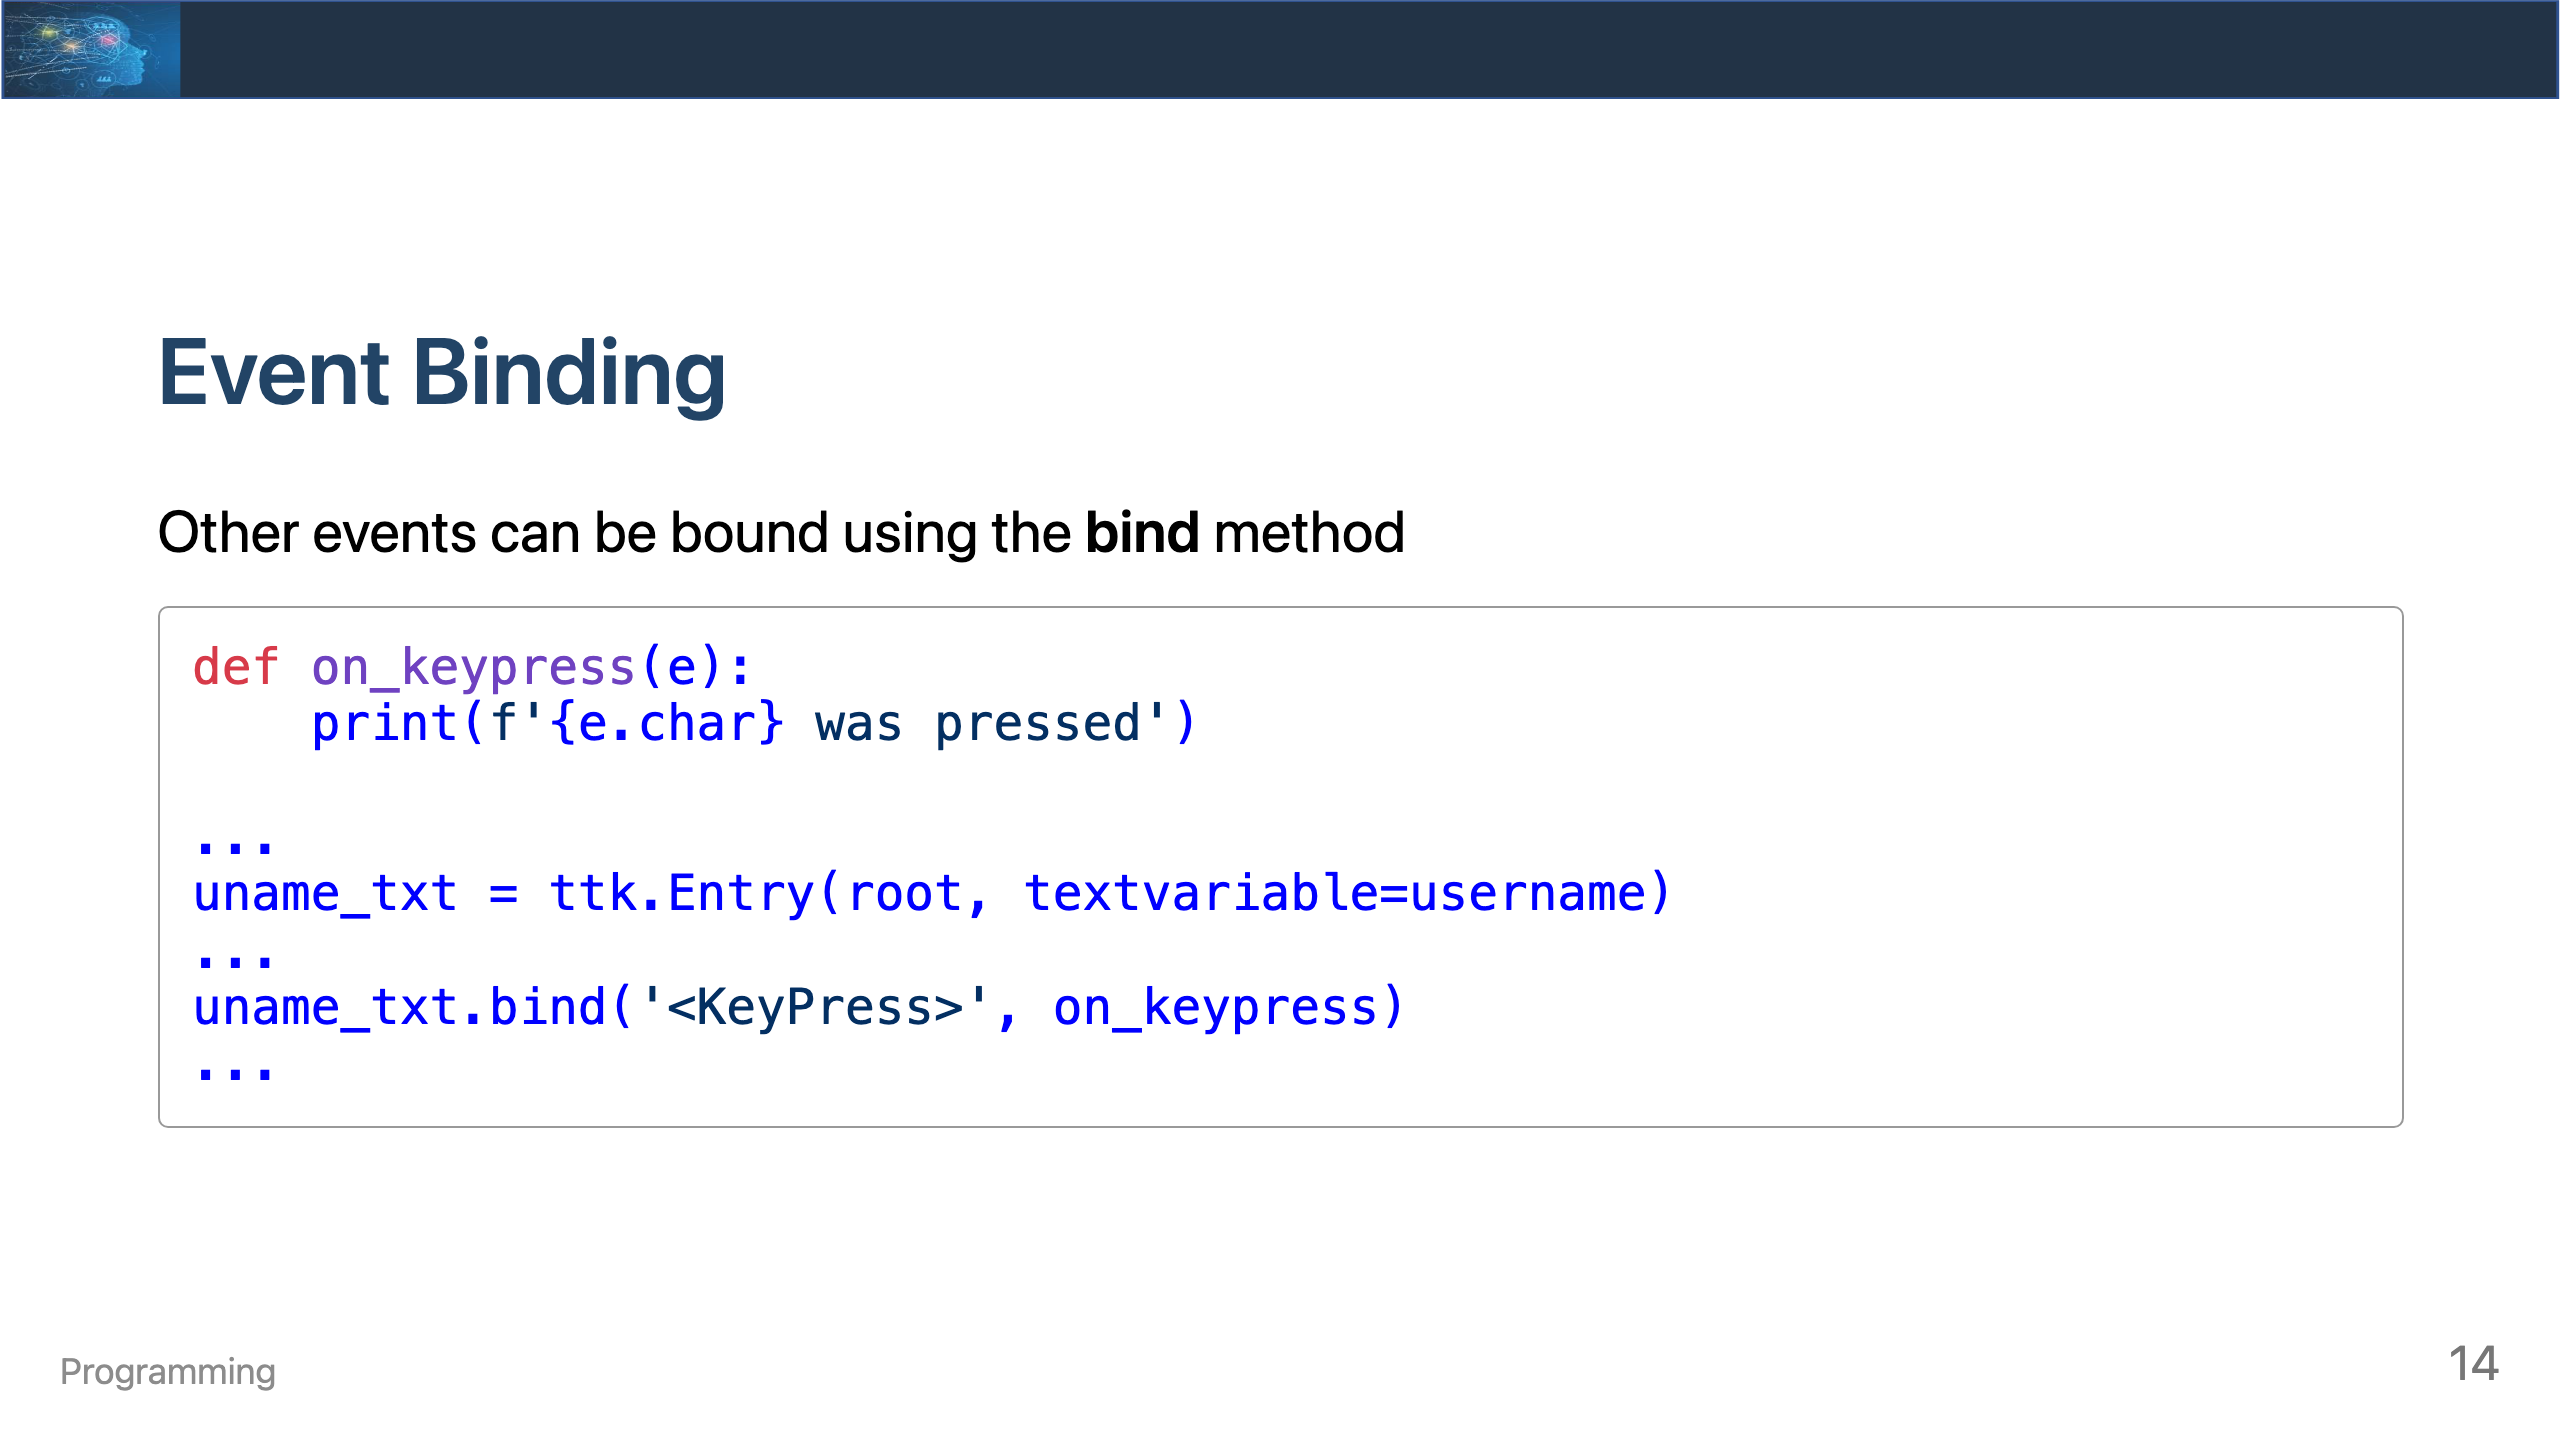 Event Binding
Other events can be bound using the bind method
def on_keypress(e):
    print(f'{e.char} was pressed')
...
uname_txt = ttk.Entry(root, textvariable=username)
...
uname_txt.bind('<KeyPress>', on_keypress)
...
Programming
14